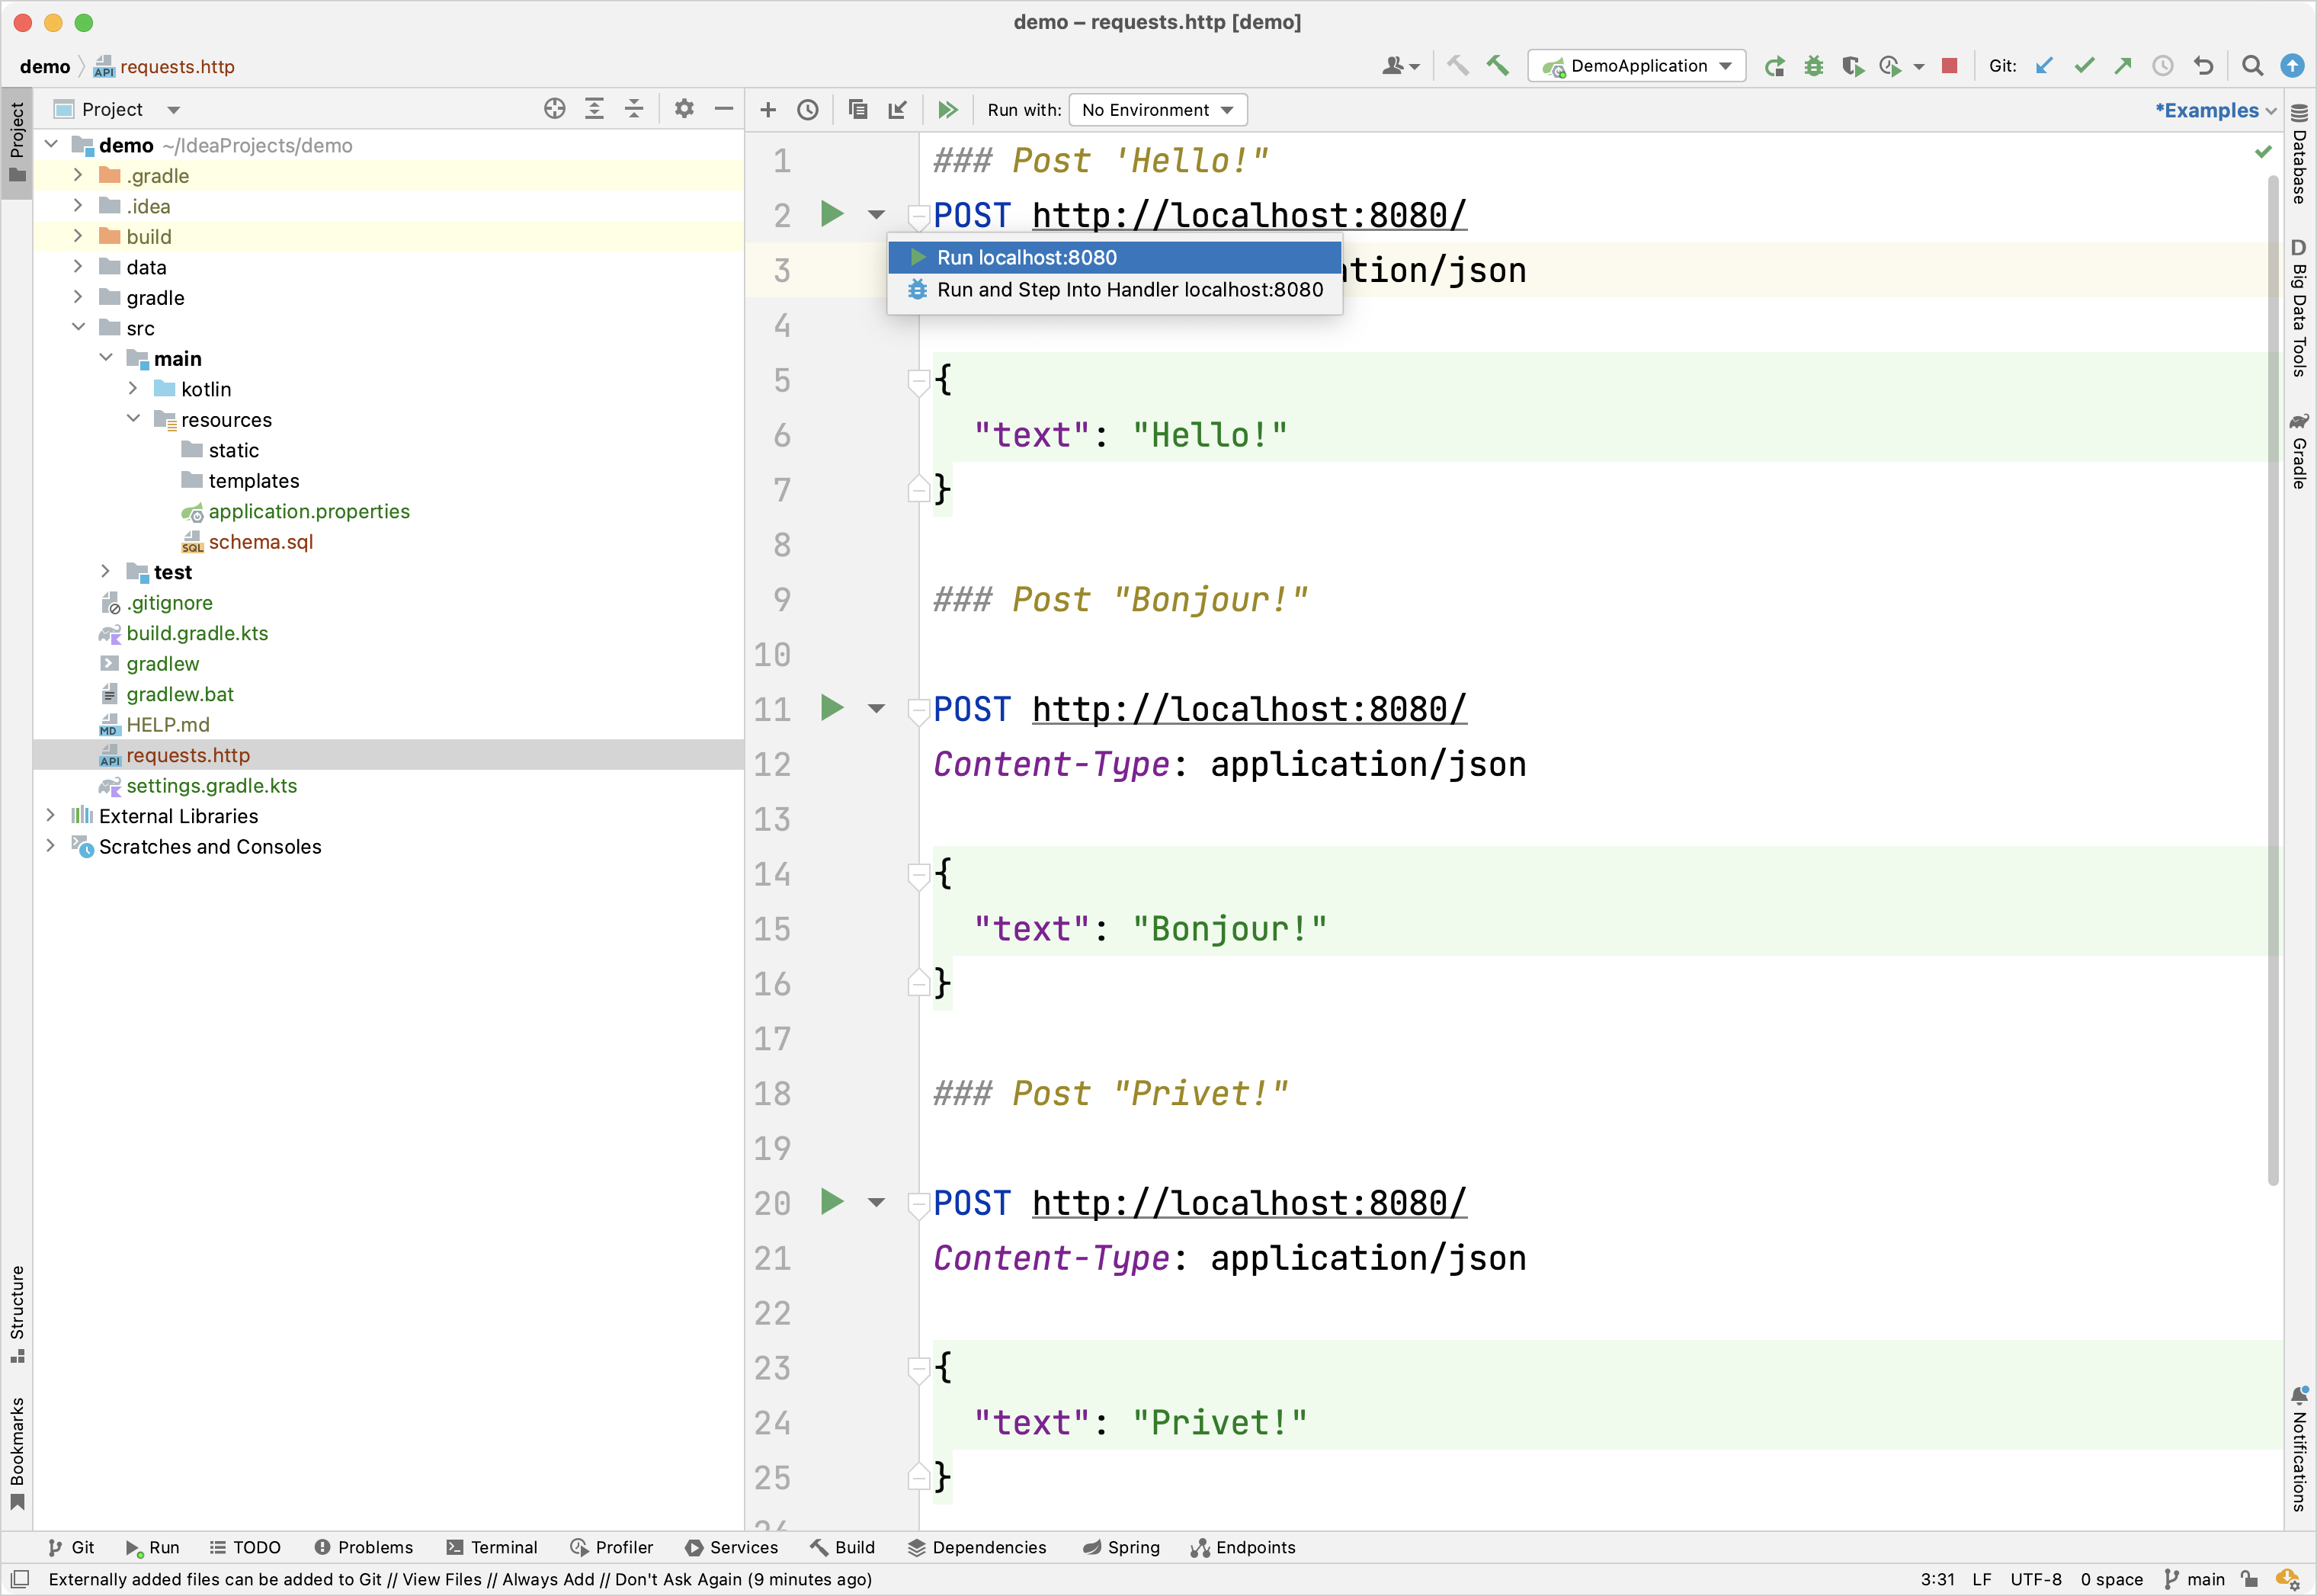 demo – requests.http [demo]
demo
API requests.http
DemoApplication
Git:
Project
Project
Run with:
No Environment
*Examples
demo ~/IdeaProjects/demo
.gradle
.idea
build
data
gradle
src
main
kotlin
resources
static
templates
application.properties
SQL schema.sql
test
.gitignore
build.gradle.kts
gradlew
gradlew.bat
MD HELP.md
API requests.http
settings.gradle.kts
External Libraries
Scratches and Consoles
Structure
Bookmarks
1 ### Post 'Hello!"
2 POST http://localhost:8080/
Run localhost:8080
3 tion/json
Run and Step Into Handler localhost:8080
4
5 {
6 "text": "Hello!"
7 }
8
9 ### Post "Bonjour!"
10
11 POST http://localhost:8080/
12 Content-Type: application/json
13
14 {
15 "text": "Bonjour!"
16 }
17
18 ### Post "Privet!"
19
20 POST http://localhost:8080/
21 Content-Type: application/json
22
23 {
24 "text": "Privet!"
25 }
Database
D Big Data Tools
Gradle
Notifications
Git Run TODO Problems Terminal Profiler Services Build Dependencies Spring Endpoints
Externally added files can be added to Git // View Files // Always Add // Don't Ask Again (9 minutes ago)
3:31 LF UTF-8 0 space main